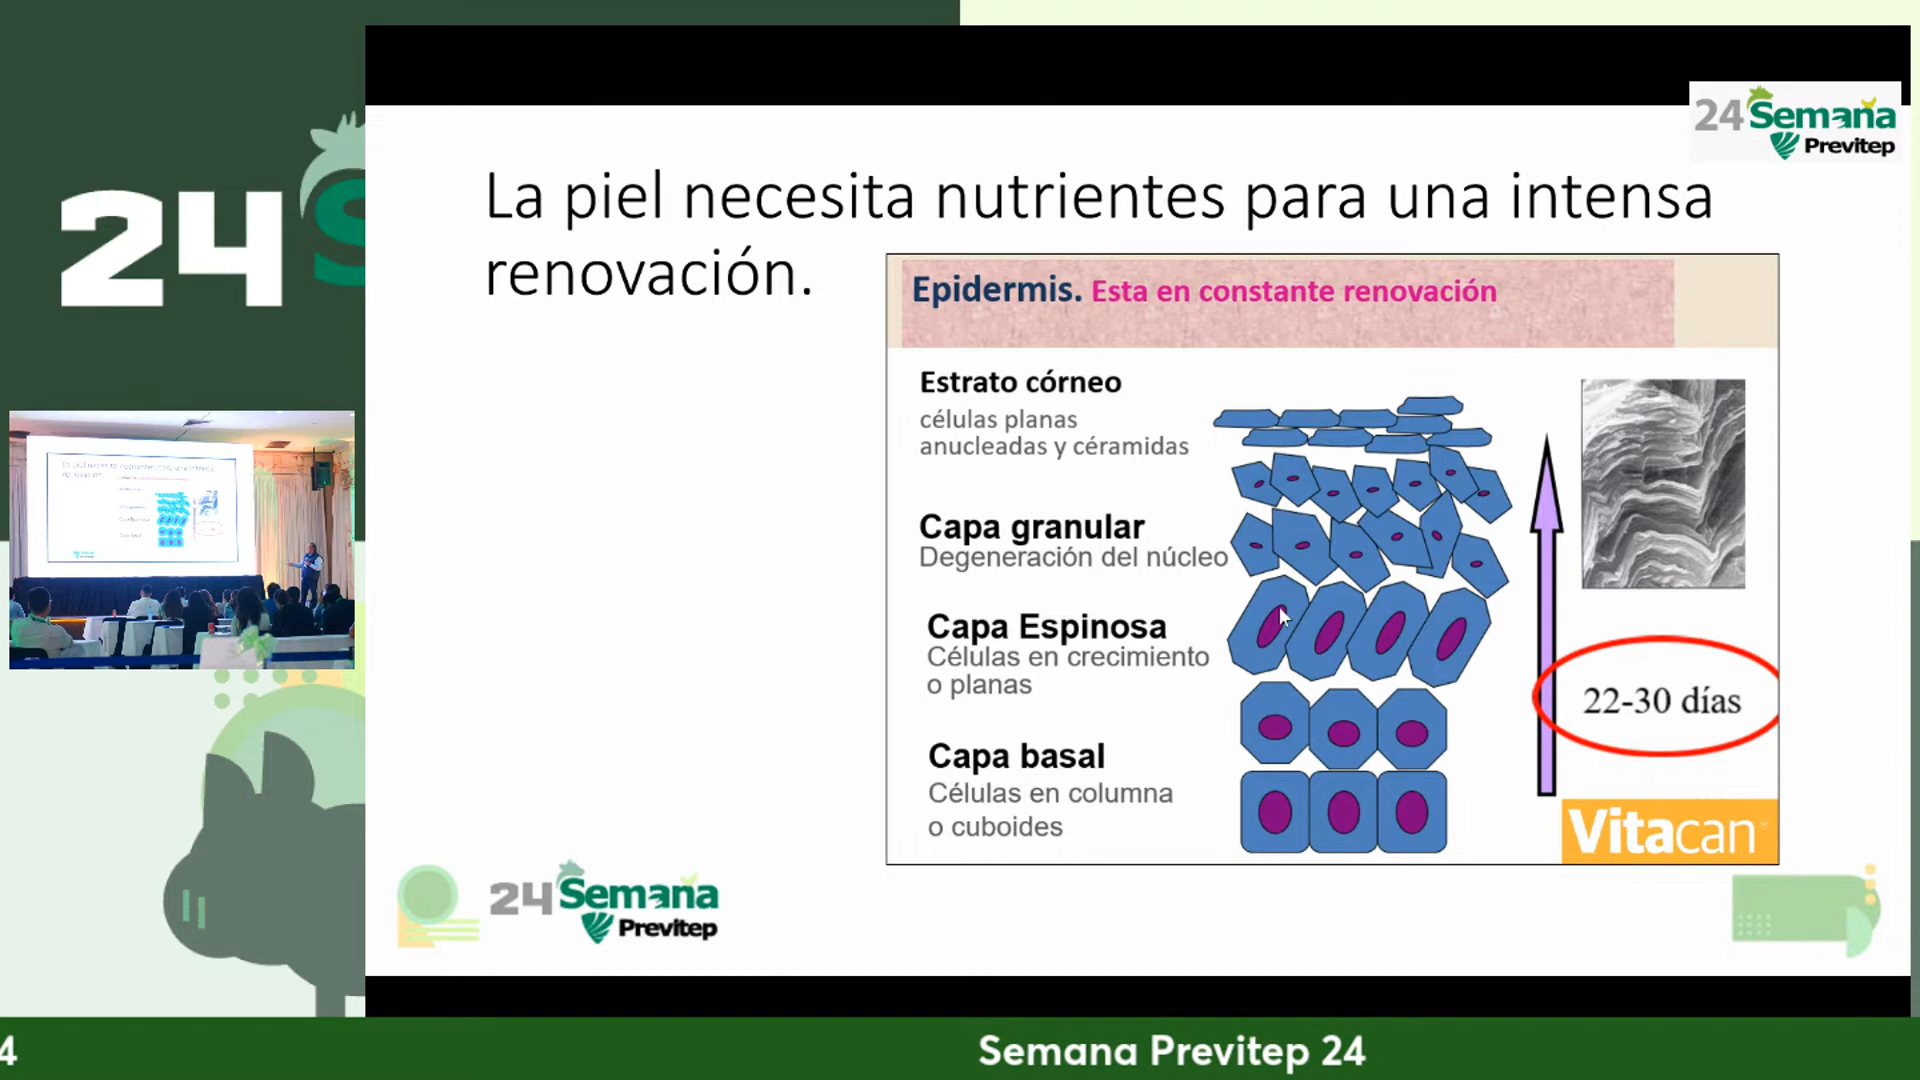 24 Semana
Previtep
24 S
La piel necesita nutrientes para una intensa
renovación.
Epidermis. Esta en constante renovación
Estrato córneo
células planas
anucleadas y céramidas
Capa granular
Degeneración del núcleo
Capa Espinosa
Células en crecimiento
o planas
22-30 días
Capa basal
Células en columna
o cuboides
Vitacan
24 Semana
Previtep
4
Semana Previtep 24